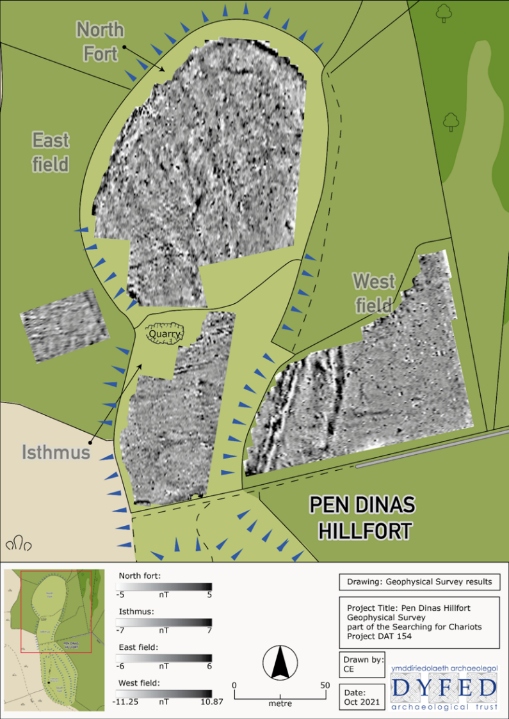 North
Fort
East
field
West
field
Quarry
Isthmus
PEN DINAS
HILLFORT
North fort:
-5 nT 5
Isthmus:
-7 nT 7
East field:
-6 nT 6
West field:
-11.25 nT 10.87
0 50
metre
Drawing: Geophysical Survey results
Project Title: Pen Dinas Hillfort
Geophysical Survey
part of the Searching for Chariots
Project DAT 154
Drawn by:
CE
Date:
Oct 2021
ymddiriedolaeth archaeolegol
DYFED
archaeological trust